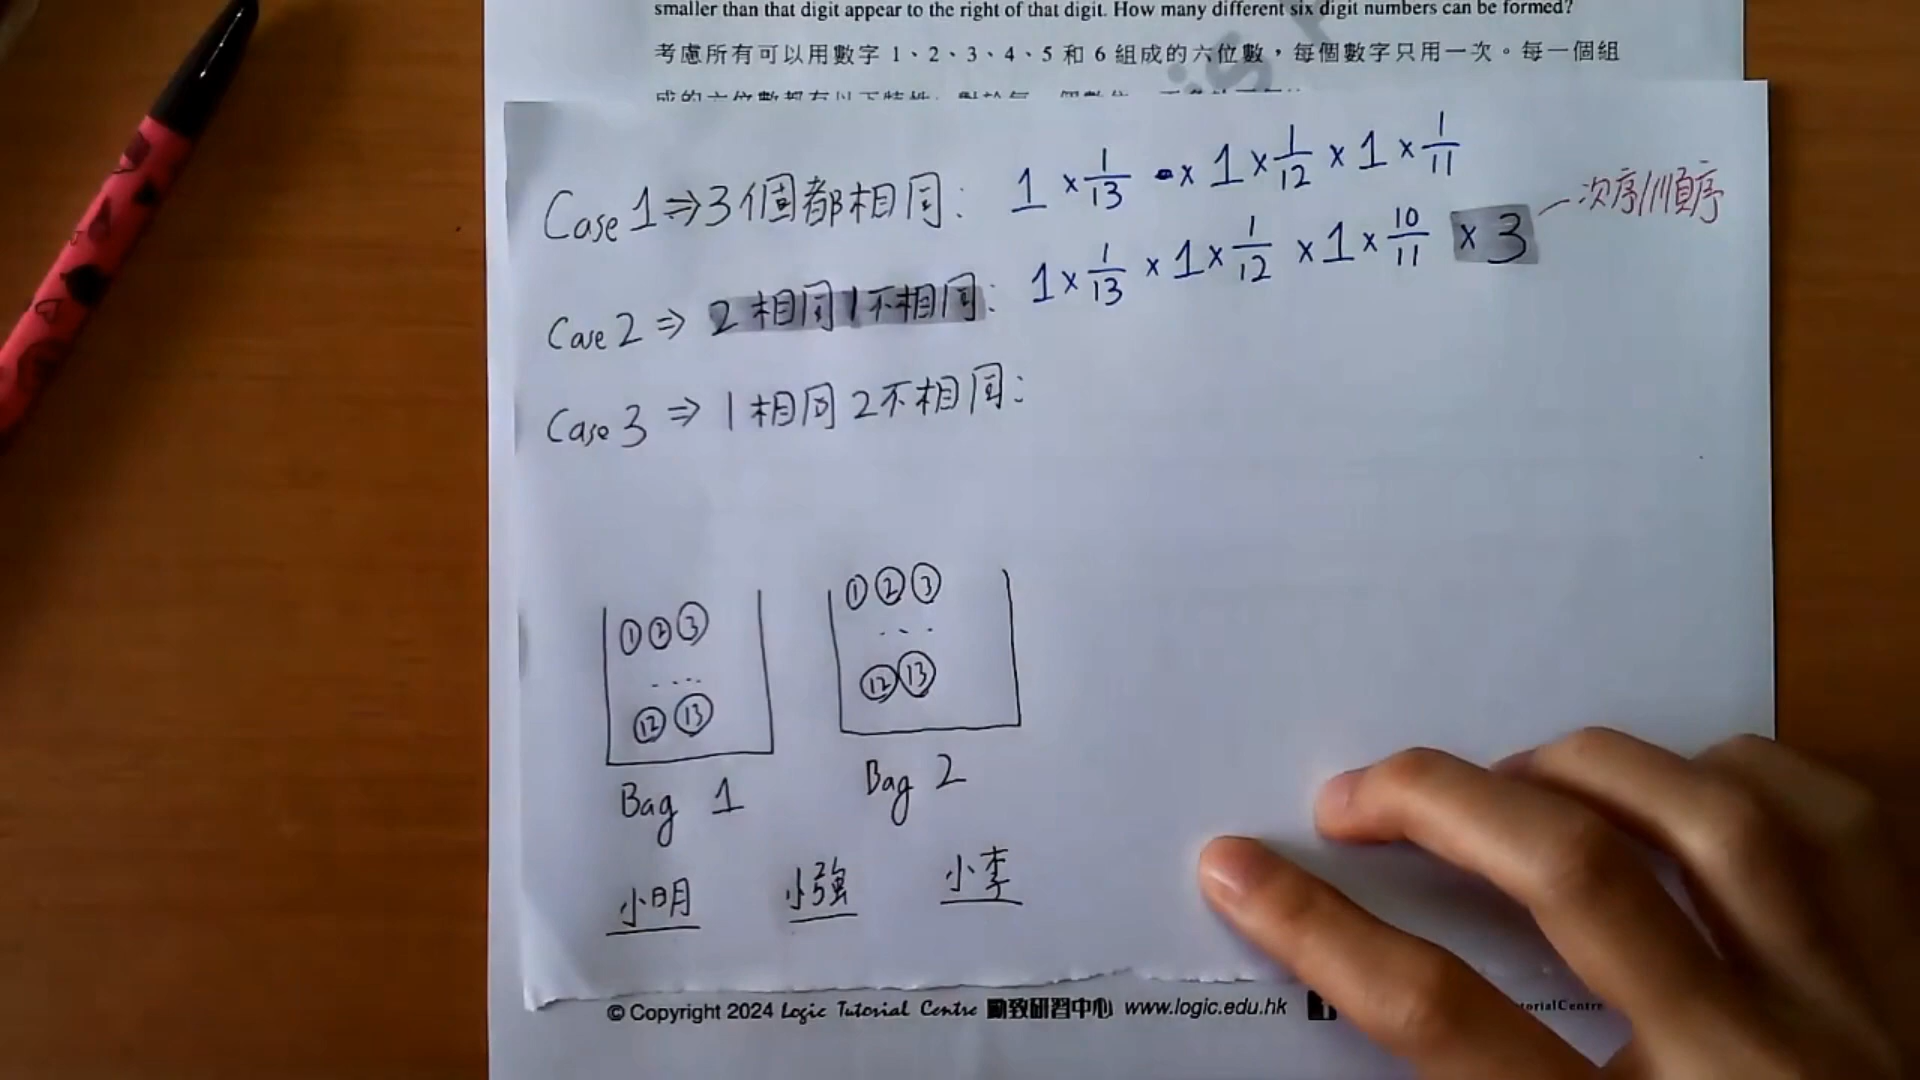 smaller than that digit appear to the right of that digit. How many different six digit numbers can be formed?
考慮所有可以用數字 1、2、3、4、5 和 6 組成的六位數，每個數字只用一次。每一個組
Case 1 ⇒ 3個都相同: 1 × 1/13 × 1 × 1/12 × 1 × 1/11
Case 2 ⇒ 2相同1不相同: 1 × 1/13 × 1 × 1/12 × 1 × 10/11 × 3 次序/順序
Case 3 ⇒ 1相同2不相同:
① ② ③
① ② ③
... 
...
⑫ ⑬
⑫ ⑬
Bag 1
Bag 2
小明 小強 小李
© Copyright 2024 Logic Tutorial Centre 勵致研習中心 www.logic.edu.hk
torialCentre